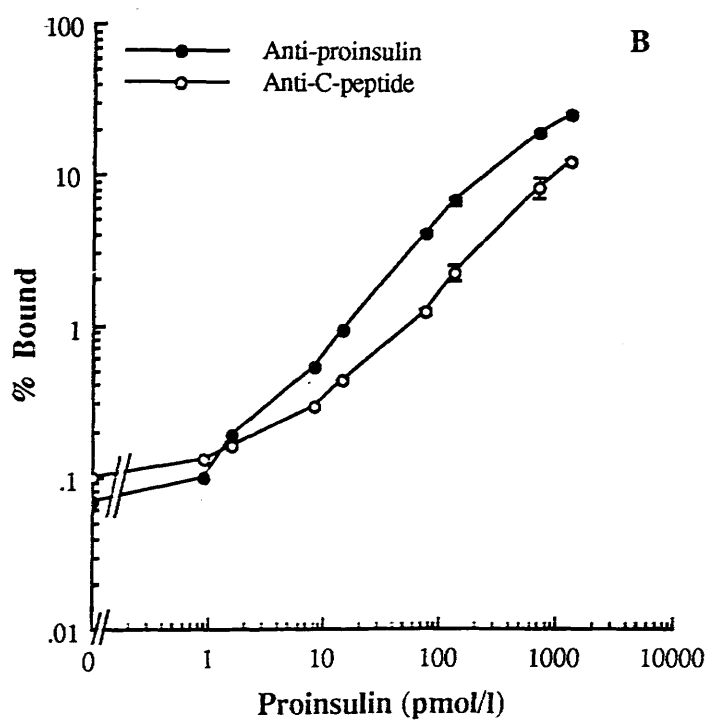 100
B
Anti-proinsulin
Anti-C-peptide
10
% Bound
1
.1
.01
0 1 10 100 1000 10000
Proinsulin (pmol/l)